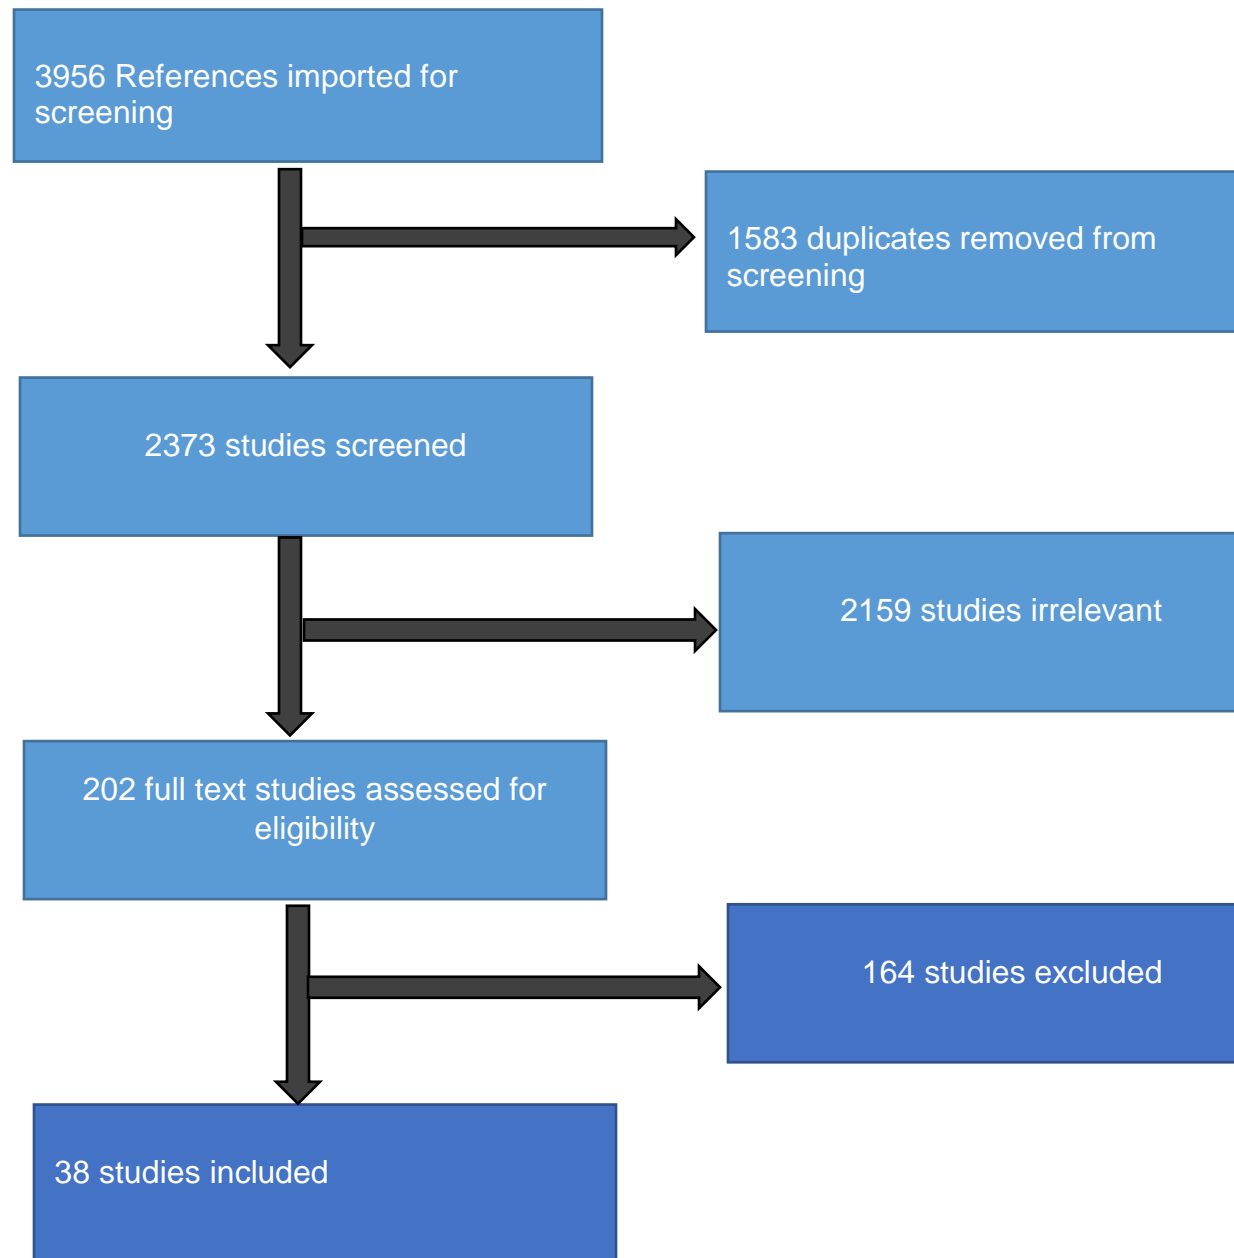 3956 References imported for
screening
1583 duplicates removed from
screening
2373 studies screened
2159 studies irrelevant
202 full text studies assessed for
eligibility
164 studies excluded
38 studies included